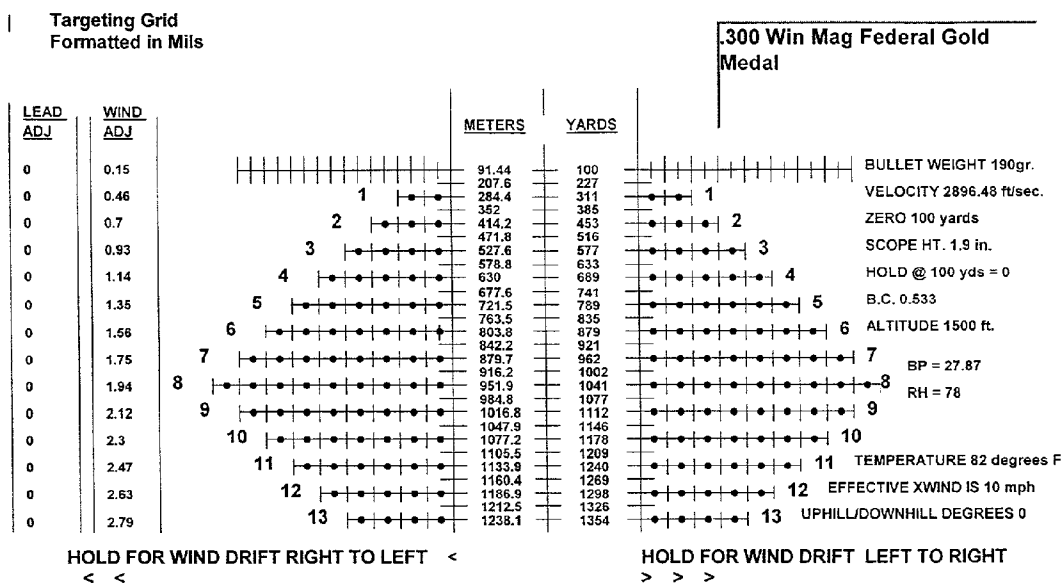 Targeting Grid
Formatted in Mils
.300 Win Mag Federal Gold
Medal
LEAD WIND
ADJ ADJ METERS YARDS
0 0.15 91.44 100 BULLET WEIGHT 190gr.
207.6 227
0 0.46 1 284.4 311 1 VELOCITY 2896.48 ft/sec.
352 385
0 0.7 2 414.2 453 2 ZERO 100 yards
471.8 516
0 0.93 3 527.6 577 3 SCOPE HT. 1.9 in.
578.8 633
0 1.14 4 630 689 4 HOLD @ 100 yds = 0
677.6 741
0 1.35 5 721.5 789 5 B.C. 0.533
763.5 835
0 1.56 6 803.8 879 6 ALTITUDE 1500 ft.
842.2 921
0 1.75 7 879.7 962 7 BP = 27.87
916.2 1002
0 1.94 8 951.9 1041 8 RH = 78
984.8 1077
0 2.12 9 1016.8 1112 9
1047.9 1146
0 2.3 10 1077.2 1178 10
1105.5 1209
0 2.47 11 1133.9 1240 11 TEMPERATURE 82 degrees F
1160.4 1269
0 2.63 12 1186.9 1298 12 EFFECTIVE XWIND IS 10 mph
1212.5 1326
0 2.79 13 1238.1 1354 13 UPHILL/DOWNHILL DEGREES 0
HOLD FOR WIND DRIFT RIGHT TO LEFT < HOLD FOR WIND DRIFT LEFT TO RIGHT
< < > > >